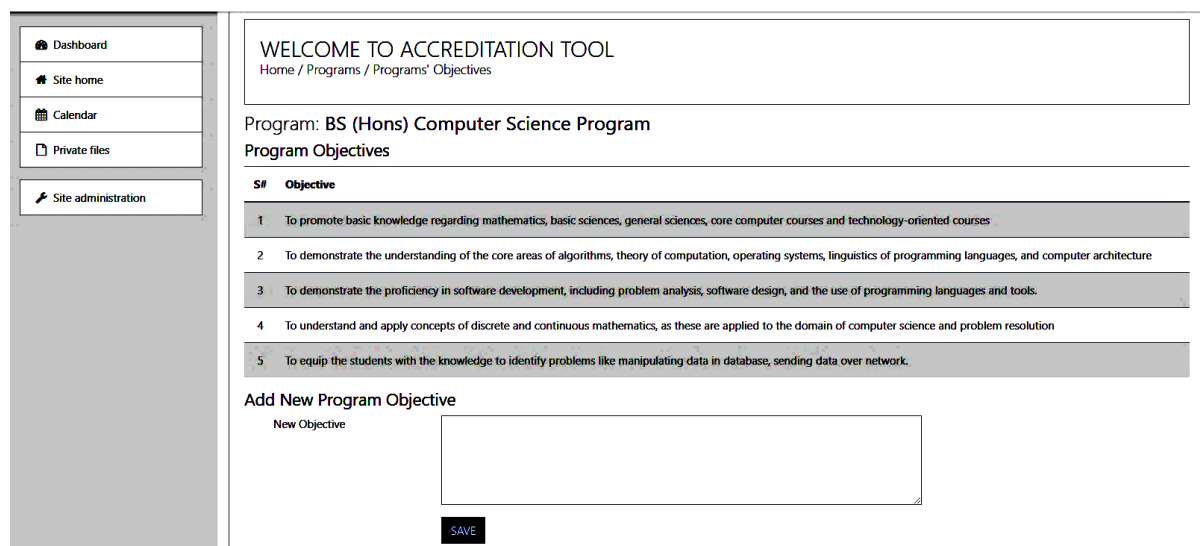 Dashboard
Site home
Calendar
Private files
Site administration
WELCOME TO ACCREDITATION TOOL
Home / Programs / Programs' Objectives
Program: BS (Hons) Computer Science Program
Program Objectives
S# Objective
1 To promote basic knowledge regarding mathematics, basic sciences, general sciences, core computer courses and technology-oriented courses
2 To demonstrate the understanding of the core areas of algorithms, theory of computation, operating systems, linguistics of programming languages, and computer architecture
3 To demonstrate the proficiency in software development, including problem analysis, software design, and the use of programming languages and tools.
4 To understand and apply concepts of discrete and continuous mathematics, as these are applied to the domain of computer science and problem resolution
5 To equip the students with the knowledge to identify problems like manipulating data in database, sending data over network.
Add New Program Objective
New Objective
SAVE